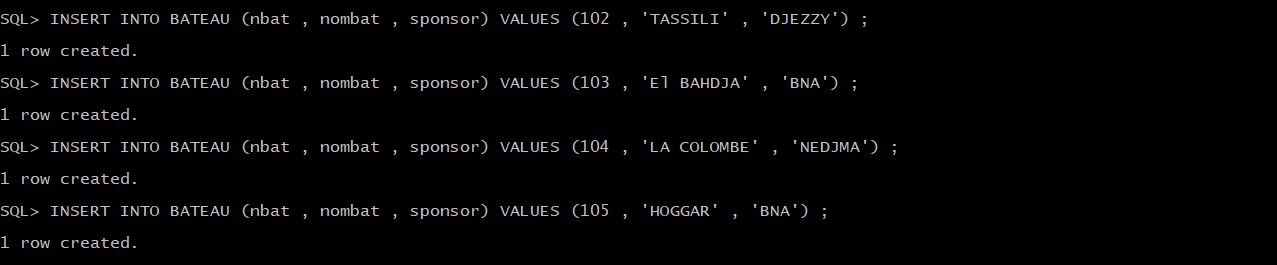 SQL> INSERT INTO BATEAU (nbat , nombat , sponsor) VALUES (102 , 'TASSILI' , 'DJEZZY') ;
1 row created.
SQL> INSERT INTO BATEAU (nbat , nombat , sponsor) VALUES (103 , 'El BAHDJA' , 'BNA') ;
1 row created.
SQL> INSERT INTO BATEAU (nbat , nombat , sponsor) VALUES (104 , 'LA COLOMBE' , 'NEDJMA') ;
1 row created.
SQL> INSERT INTO BATEAU (nbat , nombat , sponsor) VALUES (105 , 'HOGGAR' , 'BNA') ;
1 row created.